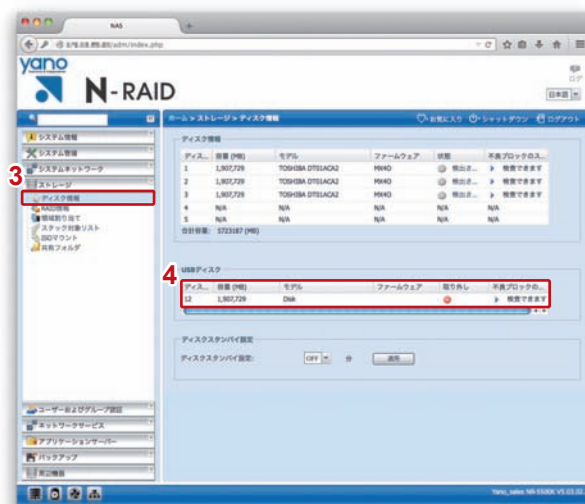 NAS
yano
N-RAID
日本語
ホーム > ストレージ > ディスク情報
お気に入り シャットダウン ログアウト
システム情報
システム管理
システムネットワーク
3
ストレージ
ディスク情報
RAID情報
領域割り当て
スタック対象リスト
ISOマウント
共有フォルダ
ユーザーおよびグループ認証
ネットワークサービス
アプリケーションサーバー
バックアップ
周辺機器
ディスク情報
ディス... 容量 (MB) モデル ファームウェア 状態 不良ブロックのス...
1 1,907,729 TOSHIBA DT01ACA2 MX4O 検出さ... 検査できます
2 1,907,729 TOSHIBA DT01ACA2 MX4O 検出さ... 検査できます
3 1,907,729 TOSHIBA DT01ACA2 MX4O 検出さ... 検査できます
4 N/A N/A N/A N/A N/A
5 N/A N/A N/A N/A N/A
合計容量: 5723187 (MB)
4
USBディスク
ディス... 容量 (MB) モデル ファームウェア 取り外し 不良ブロックの...
12 1,907,729 Disk 検査できます
ディスクスタンバイ設定
ディスクスタンバイ設定: OFF 分 適用